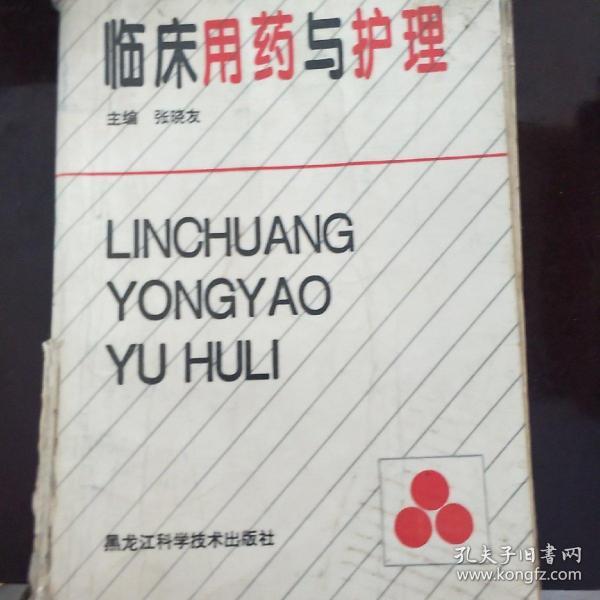 临床用药与护理
主编 张晓友
LINCHUANG
YONGYAO
YU HULI
黑龙江科学技术出版社
孔夫子旧书网
www.kongfz.com